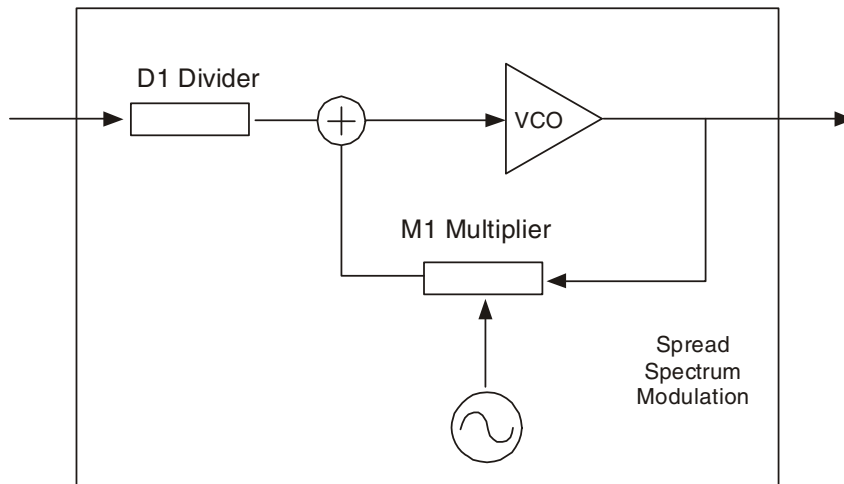 D1 Divider
VCO
M1 Multiplier
Spread
Spectrum
Modulation